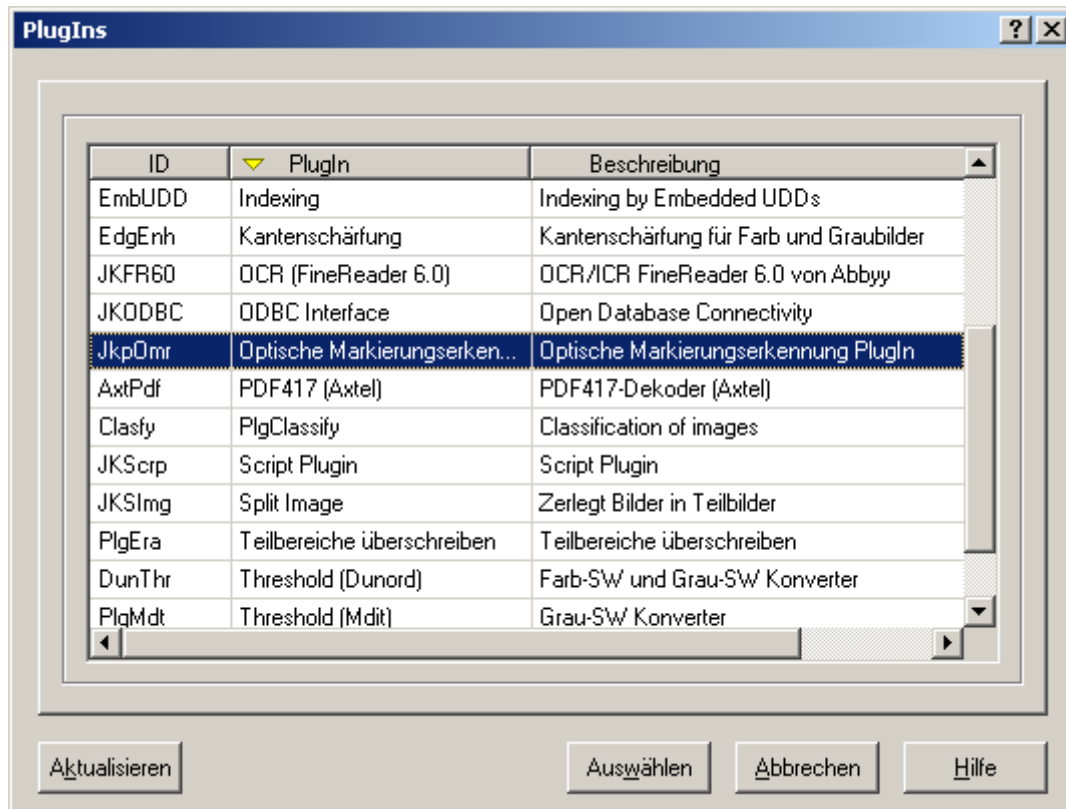 PlugIns
ID PlugIn Beschreibung
EmbUDD Indexing Indexing by Embedded UDDs
EdgEnh Kantenschärfung Kantenschärfung für Farb und Graubilder
JKFR60 OCR (FineReader 6.0) OCR/ICR FineReader 6.0 von Abbyy
JKODBC ODBC Interface Open Database Connectivity
JkpOmr Optische Markierungserken... Optische Markierungserkennung PlugIn
AxtPdf PDF417 (Axtel) PDF417-Dekoder (Axtel)
Clasfy PlgClassify Classification of images
JKScrp Script Plugin Script Plugin
JKSImg Split Image Zerlegt Bilder in Teilbilder
PlgEra Teilbereiche überschreiben Teilbereiche überschreiben
DunThr Threshold (Dunord) Farb-SW und Grau-SW Konverter
PlgMdt Threshold (Mdit) Grau-SW Konverter
Aktualisieren Auswählen Abbrechen Hilfe